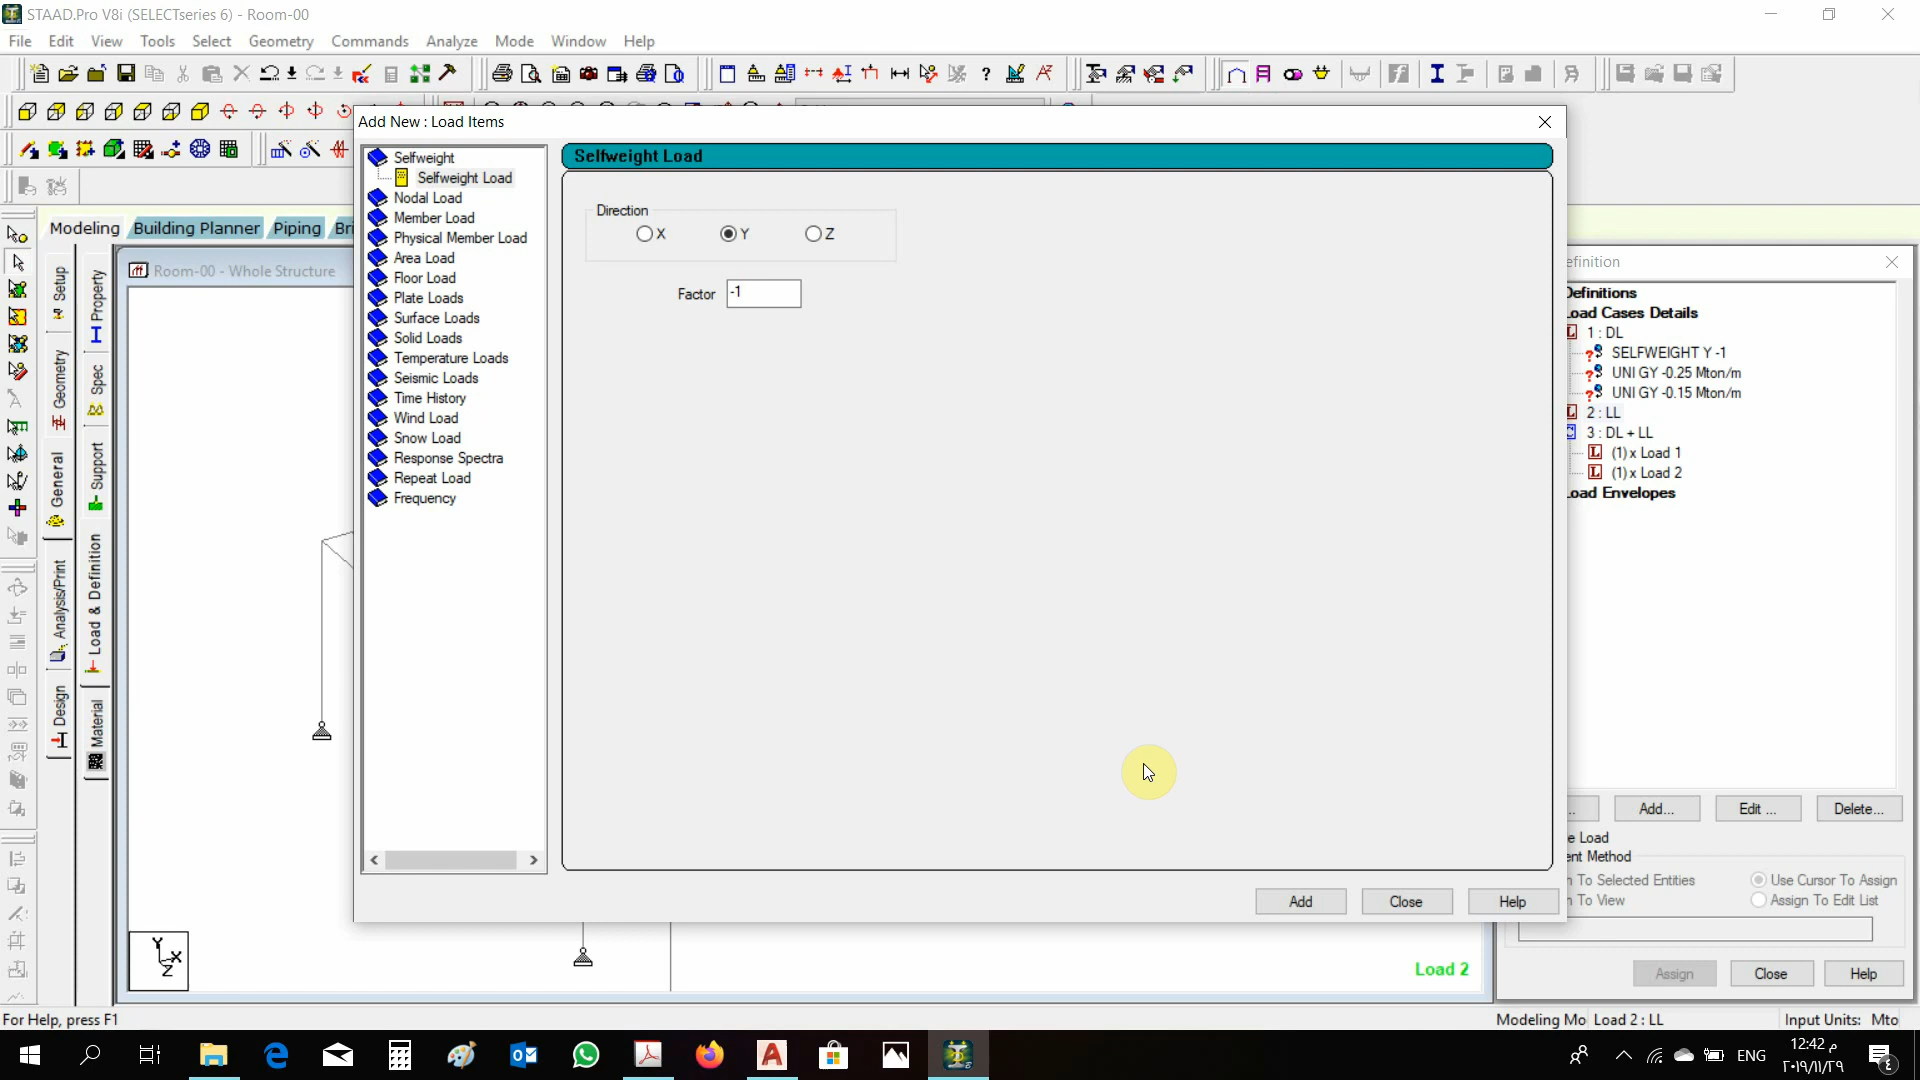 STAAD.Pro V8i (SELECTseries 6) - Room-00
File Edit View Tools Select Geometry Commands Analyze Mode Window Help
Add New : Load Items
Selfweight
Selfweight Load
Nodal Load
Member Load
Physical Member Load
Area Load
Floor Load
Plate Loads
Surface Loads
Solid Loads
Temperature Loads
Seismic Loads
Time History
Wind Load
Snow Load
Response Spectra
Repeat Load
Frequency
Selfweight Load
Direction
X Y Z
Factor -1
Add Close Help
Modeling Building Planner Piping Bri
Room-00 - Whole Structure
Setup
Geometry
General
Analysis/Print
Design
Property
Spec
Support
Load & Definition
Material
efinition
Definitions
Load Cases Details
1 : DL
SELFWEIGHT Y -1
UNI GY -0.25 Mton/m
UNI GY -0.15 Mton/m
2 : LL
3 : DL + LL
(1) x Load 1
(1) x Load 2
Load Envelopes
... Add... Edit ... Delete...
e Load
ent Method
To Selected Entities Use Cursor To Assign
To View Assign To Edit List
Assign Close Help
Y
X
Z
Load 2
For Help, press F1
Modeling Mo Load 2 : LL Input Units: Mto
ENG
12:42 م
٢٠١٩/١١/٢٩
٤